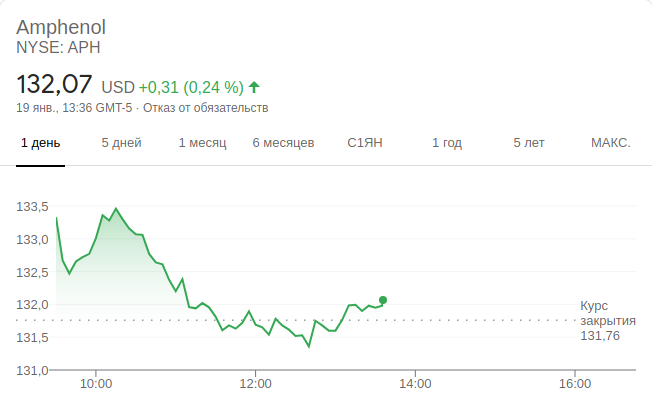 Amphenol
NYSE: APH
132,07 USD +0,31 (0,24 %)
19 янв., 13:36 GMT-5 · Отказ от обязательств
1 день 5 дней 1 месяц 6 месяцев С1ЯН 1 год 5 лет МАКС.
133,5
133,0
132,5
132,0
131,5
131,0
Курс
закрытия
131,76
10:00 12:00 14:00 16:00